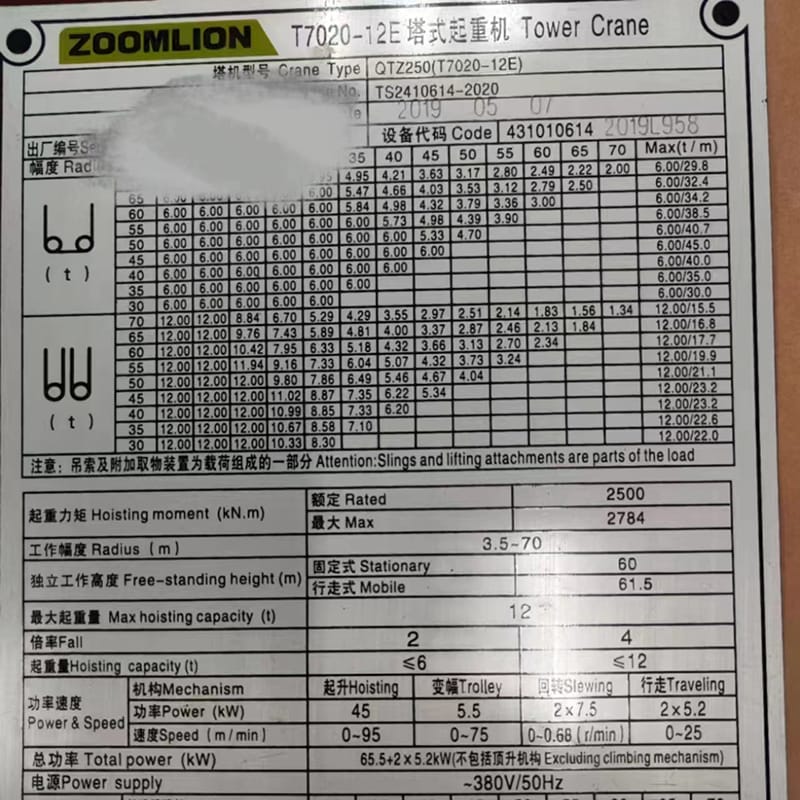 ZOOMLION T7020-12E 塔式起重机 Tower Crane
塔机型号 Crane Type QTZ250(T7020-12E)
No. TS2410614-2020
2019 05 07
出厂编号 设备代码 Code 431010614 2019L958
幅度 35 40 45 50 55 60 65 70 Max(t / m)
4.95 4.21 3.63 3.17 2.80 2.49 2.22 2.00 6.00/29.8
65 6.00 5.47 4.66 4.03 3.53 3.12 2.79 2.50 6.00/32.4
60 6.00 6.00 6.00 6.00 6.00 5.84 4.98 4.32 3.79 3.36 3.00 6.00/34.2
55 6.00 6.00 6.00 6.00 6.00 6.00 5.73 4.98 4.39 3.90 6.00/38.5
50 6.00 6.00 6.00 6.00 6.00 6.00 6.00 5.33 4.70 6.00/40.7
45 6.00 6.00 6.00 6.00 6.00 6.00 6.00 6.00 6.00/45.0
40 6.00 6.00 6.00 6.00 6.00 6.00 6.00 6.00/40.0
35 6.00 6.00 6.00 6.00 6.00 6.00 6.00/35.0
30 6.00 6.00 6.00 6.00 6.00 6.00/30.0
( t )
70 12.00 12.00 8.84 6.70 5.29 4.29 3.55 2.97 2.51 2.14 1.83 1.56 1.34 12.00/15.5
65 12.00 12.00 9.76 7.43 5.89 4.81 4.00 3.37 2.87 2.46 2.13 1.84 12.00/16.8
60 12.00 12.00 10.42 7.95 6.33 5.18 4.32 3.66 3.13 2.70 2.34 12.00/17.7
55 12.00 12.00 11.94 9.16 7.33 6.04 5.07 4.32 3.73 3.24 12.00/19.9
50 12.00 12.00 12.00 9.80 7.86 6.49 5.46 4.67 4.04 12.00/21.1
45 12.00 12.00 12.00 11.02 8.87 7.35 6.22 5.34 12.00/23.2
40 12.00 12.00 12.00 10.99 8.85 7.33 6.20 12.00/23.2
35 12.00 12.00 12.00 10.67 8.58 7.10 12.00/22.6
30 12.00 12.00 12.00 10.33 8.30 12.00/22.0
( t )
注意：吊索及附加取物装置为载荷组成的一部分 Attention:Slings and lifting attachments are parts of the load
起重力矩 Hoisting moment (kN.m) 额定 Rated 2500
最大 Max 2784
工作幅度 Radius ( m ) 3.5~70
独立工作高度 Free-standing height (m) 固定式 Stationary 60
行走式 Mobile 61.5
最大起重量 Max hoisting capacity (t) 12
倍率Fall 2 4
起重量Hoisting capacity (t) ≤6 ≤12
功率速度 Power & Speed 机构Mechanism 起升Hoisting 变幅Trolley 回转Slewing 行走Traveling
功率Power (kW) 45 5.5 2×7.5 2×5.2
速度Speed (m/min) 0~95 0~75 0~0.68 (r/min) 0~25
总功率 Total power (kW) 65.5+2×5.2kW(不包括顶升机构 Excluding climbing mechanism)
电源Power supply ~380V/50Hz